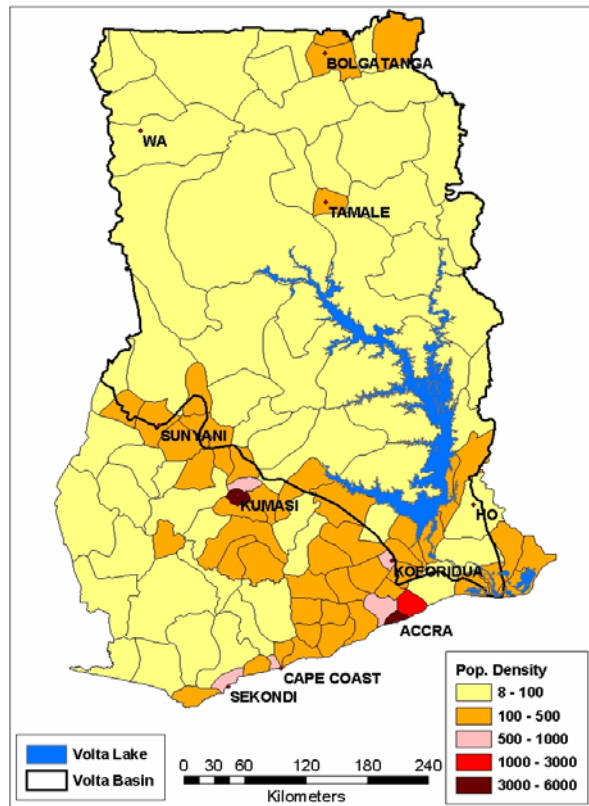 BOLGATANGA
WA
TAMALE
SUNYANI
KUMASI
HO
KOFORIDUA
ACCRA
CAPE COAST
SEKONDI
Pop. Density
8 - 100
100 - 500
500 - 1000
1000 - 3000
3000 - 6000
Volta Lake
Volta Basin
0 30 60 120 180 240
Kilometers